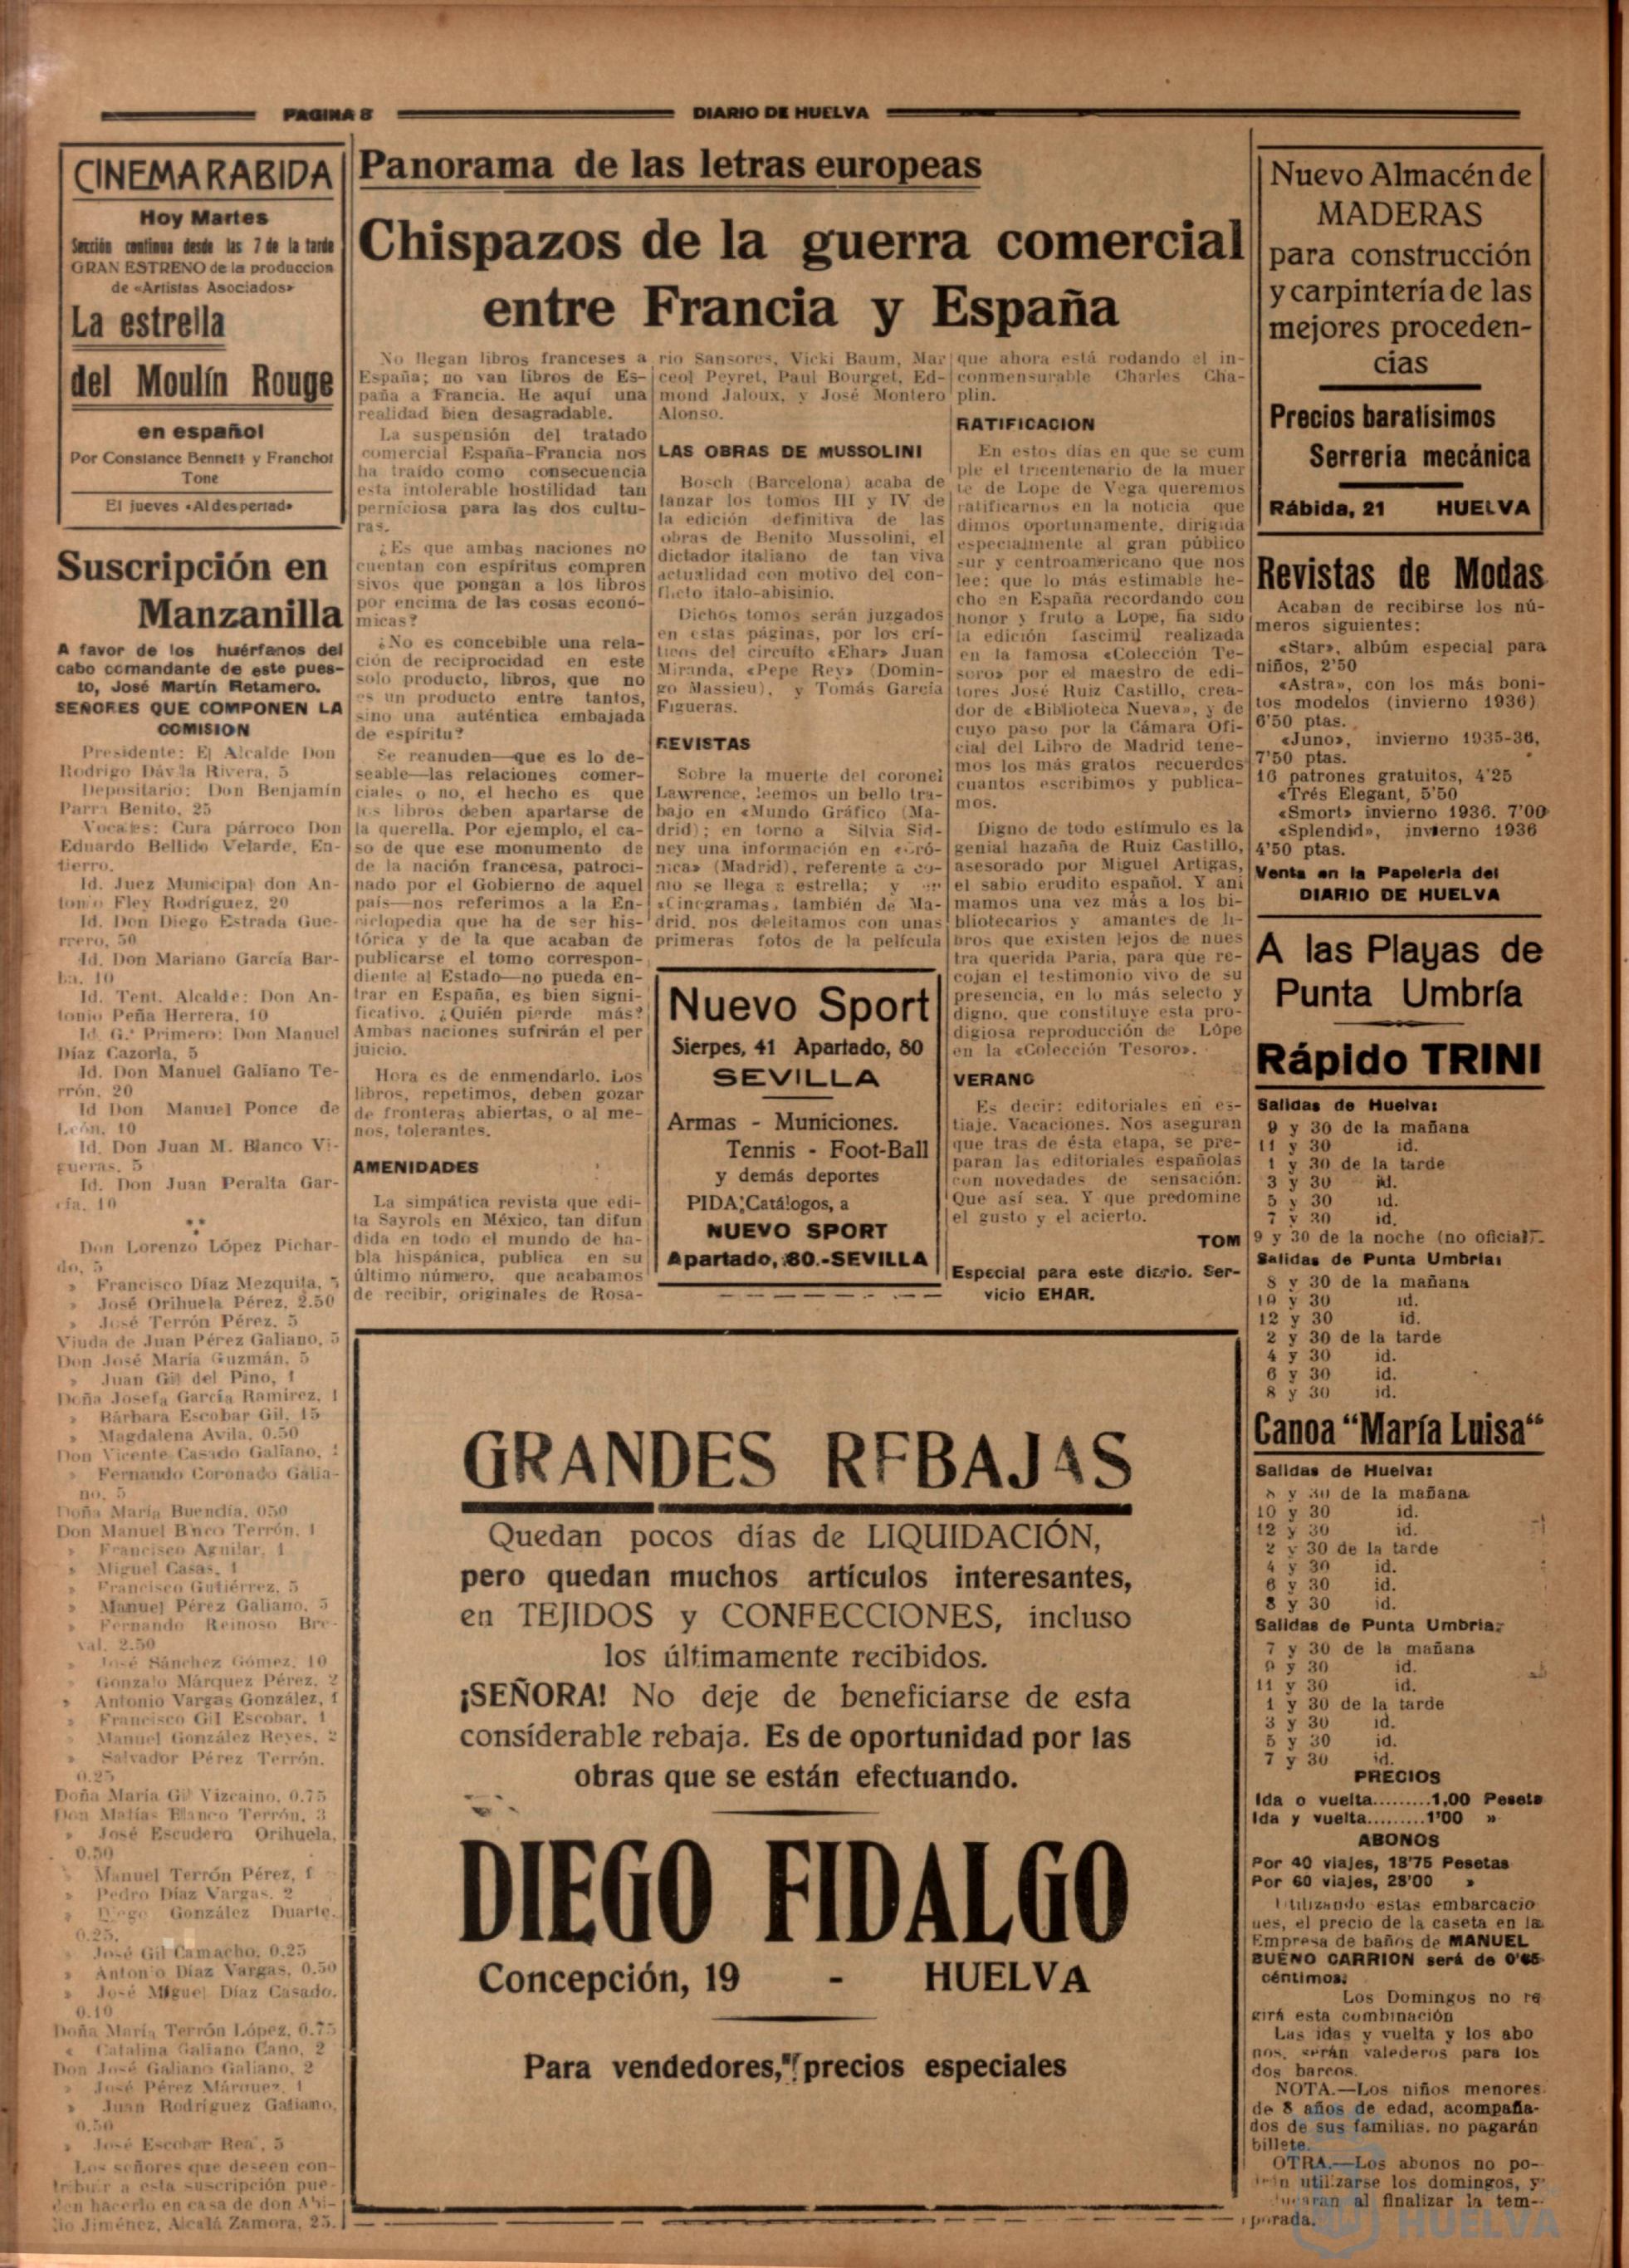 PAGINA 8
DIARIO DE HUELVA
CINEMA RABIDA
Hoy Martes
Sección continua desde las 7 de la tarde
GRAN ESTRENO de la produccion
de «Artistas Asociados»
La estrella
del Moulín Rouge
en español
Por Constance Bennett y Franchot
Tone
El jueves «Al despertad»
Suscripción en
Manzanilla
A favor de los huérfanos del
cabo comandante de este pues-
to, José Martín Retamero.
SEÑORES QUE COMPONEN LA
COMISION
Presidente: El Alcalde Don
Rodrigo Dávila Rivera, 5
Depositario: Don Benjamín
Parra Benito, 25
Vocales: Cura párroco Don
Eduardo Bellido Velarde, En-
tierro.
Id. Juez Municipal don An-
tonio Fley Rodríguez, 20
Id. Don Diego Estrada Gue-
rrero, 50
Id. Don Mariano García Bar-
ba, 10
Id. Tent. Alcalde: Don An-
tonio Peña Herrera, 10
Id. G.ª Primero: Don Manuel
Díaz Cazorla, 5
Id. Don Manuel Galiano Te-
rrón, 20
Id Don Manuel Ponce de
León, 10
Id. Don Juan M. Blanco Vi-
gueras, 5
Id. Don Juan Peralta Gar-
cía, 10
Don Lorenzo López Pichar-
do, 5
» Francisco Díaz Mezquita, 5
» José Orihuela Pérez, 2.50
» José Terrón Pérez, 5
Viuda de Juan Pérez Galiano, 5
Don José María Guzmán, 5
» Juan Gil del Pino, 1
Doña Josefa García Ramírez, 1
» Bárbara Escobar Gil, 15
» Magdalena Avila, 0.50
Don Vicente Casado Galiano,
» Fernando Coronado Galia-
no, 5
Doña María Buendía, 050
Don Manuel Bnco Terrón, 1
» Francisco Aguilar, 1
» Miguel Casas, 1
» Francisco Gutiérrez, 5
» Manuel Pérez Galiano, 5
» Fernando Reinoso Bre-
val, 2.50
» José Sánchez Gómez, 10
» Gonzalo Márquez Pérez, 2
» Antonio Vargas González, 1
» Francisco Gil Escobar, 1
» Manuel González Reyes, 2
» Salvador Pérez Terrón,
0.25
Doña María Gil Vizcaino, 0.75
Don Matías Blanco Terrón, 3
» José Escudero Orihuela,
0.50
» Manuel Terrón Pérez, 1
» Pedro Díaz Vargas, 2
» Diego González Duarte,
0.25.
» José Gil Camacho, 0.25
» Antonio Díaz Vargas, 0.50
» José Miguel Díaz Casado,
0.10
Doña María Terrón López, 0.75
« Catalina Galiano Cano, 2
Don José Galiano Galiano, 2
» José Pérez Márquez, 1
» Juan Rodríguez Galiano,
0.50
» José Escobar Rea, 5
Los señores que deseen con-
tribuir a esta suscripción pue-
den hacerlo en casa de don Abi-
lio Jiménez, Alcalá Zamora, 25.
Panorama de las letras europeas
Chispazos de la guerra comercial
entre Francia y España
No llegan libros franceses a
España; no van libros de Es-
paña a Francia. He aquí una
realidad bien desagradable.
La suspensión del tratado
comercial España-Francia nos
ha traído como consecuencia
esta intolerable hostilidad tan
perniciosa para las dos cultu-
ras.
¿Es que ambas naciones no
cuentan con espíritus compren
sivos que pongan a los libros
por encima de las cosas econó-
micas?
¿No es concebible una rela-
ción de reciprocidad en este
solo producto, libros, que no
es un producto entre tantos,
sino una auténtica embajada
de espíritu?
Se reanuden—que es lo de-
seable—las relaciones comer-
ciales o no, el hecho es que
los libros deben apartarse de
la querella. Por ejemplo, el ca-
so de que ese monumento de
de la nación francesa, patroci-
nado por el Gobierno de aquel
país—nos referimos a la En-
ciclopedia que ha de ser his-
tórica y de la que acaban de
publicarse el tomo correspon-
diente al Estado—no pueda en-
trar en España, es bien signi-
ficativo. ¿Quién pierde más?
Ambas naciones sufrirán el per
juicio.
Hora es de enmendarlo. Los
libros, repetimos, deben gozar
de fronteras abiertas, o al me-
nos, tolerantes.
AMENIDADES
La simpática revista que edi-
ta Sayrols en México, tan difun
dida en todo el mundo de ha-
bla hispánica, publica en su
último número, que acabamos
de recibir, originales de Rosa-
rio Sansores, Vicki Baum, Mar
ceol Peyret, Paul Bourget, Ed-
mond Jaloux, y José Montero
Alonso.
LAS OBRAS DE MUSSOLINI
Bosch (Barcelona) acaba de
lanzar los tomos III y IV de
la edición definitiva de las
obras de Benito Mussolini, el
dictador italiano de tan viva
actualidad con motivo del con-
flicto italo-abisinio.
Dichos tomos serán juzgados
en estas páginas, por los crí-
ticos del circuíto «Ehar» Juan
Miranda, «Pepe Rey» (Domin-
go Massieu), y Tomás García
Figueras.
REVISTAS
Sobre la muerte del coronel
Lawrence, leemos un bello tra-
bajo en «Mundo Gráfico (Ma-
drid); en torno a Silvia Sid-
ney una información en «Cró-
nica» (Madrid), referente a co-
mo se llega a estrella; y en
«Cinegramas, también de Ma-
drid, nos deleitamos con unas
primeras fotos de la película
que ahora está rodando el in-
conmensurable Charles Cha-
plin.
RATIFICACION
En estos días en que se cum
ple el tricentenario de la muer
te de Lope de Vega queremos
ratificarnos en la noticia que
dimos oportunamente, dirigida
especialmente al gran público
sur y centroamericano que nos
lee: que lo más estimable he-
cho en España recordando con
honor y fruto a Lope, ha sido
la edición fascimil realizada
en la famosa «Colección Te-
soro» por el maestro de edi-
tores José Ruiz Castillo, crea-
dor de «Biblioteca Nueva», y de
cuyo paso por la Cámara Ofi-
cial del Libro de Madrid tene-
mos los más gratos recuerdos
cuantos escribimos y publica-
mos.
Digno de todo estímulo es la
genial hazaña de Ruiz Castillo,
asesorado por Miguel Artigas,
el sabio erudito español. Y ani
mamos una vez más a los bi-
bliotecarios y amantes de li-
bros que existen lejos de nues
tra querida Patria, para que re-
cojan el testimonio vivo de su
presencia, en lo más selecto y
digno, que constituye esta pro-
digiosa reproducción de Lope
en la «Colección Tesoro».
VERANO
Es decir: editoriales en es-
tiaje. Vacaciones. Nos aseguran
que tras de ésta etapa, se pre-
paran las editoriales españolas
con novedades de sensación.
Que así sea. Y que predomine
el gusto y el acierto.
TOM
Especial para este diario. Ser-
vicio EHAR.
Nuevo Sport
Sierpes, 41 Apartado, 80
SEVILLA
Armas - Municiones.
Tennis - Foot-Ball
y demás deportes
PIDA Catálogos, a
NUEVO SPORT
Apartado, 80.-SEVILLA
GRANDES REBAJAS
Quedan pocos días de LIQUIDACIÓN,
pero quedan muchos artículos interesantes,
en TEJIDOS y CONFECCIONES, incluso
los últimamente recibidos.
¡SEÑORA! No deje de beneficiarse de esta
considerable rebaja. Es de oportunidad por las
obras que se están efectuando.
DIEGO FIDALGO
Concepción, 19 - HUELVA
Para vendedores, precios especiales
Nuevo Almacén de
MADERAS
para construcción
y carpintería de las
mejores proceden-
cias
Precios baratisimos
Serrería mecánica
Rábida, 21 HUELVA
Revistas de Modas
Acaban de recibirse los nú-
meros siguientes:
«Star», albúm especial para
niños, 2'50
«Astra», con los más boni-
tos modelos (invierno 1936)
6'50 ptas.
«Juno», invierno 1935-36,
7'50 ptas.
16 patrones gratuitos, 4'25
«Trés Elegant, 5'50
«Smort» invierno 1936. 7'00
«Splendid», invierno 1936
4'50 ptas.
Venta en la Papeleria del
DIARIO DE HUELVA
A las Playas de
Punta Umbría
Rápido TRINI
Salidas de Huelva:
9 y 30 de la mañana
11 y 30 id.
1 y 30 de la tarde
3 y 30 id.
5 y 30 id.
7 y 30 id.
9 y 30 de la noche (no oficial).
Salidas de Punta Umbria:
8 y 30 de la mañana
10 y 30 id.
12 y 30 id.
2 y 30 de la tarde
4 y 30 id.
6 y 30 id.
8 y 30 id.
Canoa "María Luisa"
Salidas de Huelva:
8 y 30 de la mañana
10 y 30 id.
12 y 30 id.
2 y 30 de la tarde
4 y 30 id.
6 y 30 id.
8 y 30 id.
Salidas de Punta Umbria:
7 y 30 de la mañana
9 y 30 id.
11 y 30 id.
1 y 30 de la tarde
3 y 30 id.
5 y 30 id.
7 y 30 id.
PRECIOS
Ida o vuelta.........1,00 Peseta
Ida y vuelta.........1'00 »
ABONOS
Por 40 viajes, 18'75 Pesetas
Por 60 viajes, 28'00 »
Utilizando estas embarcacio
nes, el precio de la caseta en la
Empresa de baños de MANUEL
BUENO CARRION será de 0'65
céntimos.
Los Domingos no re
girá esta combinación
Las idas y vuelta y los abo
nos, serán valederos para los
dos barcos.
NOTA.—Los niños menores
de 8 años de edad, acompaña-
dos de sus familias, no pagarán
billete.
OTRA.—Los abonos no po-
drán utilizarse los domingos, y
ducaran al finalizar la tem-
porada.
HUELVA